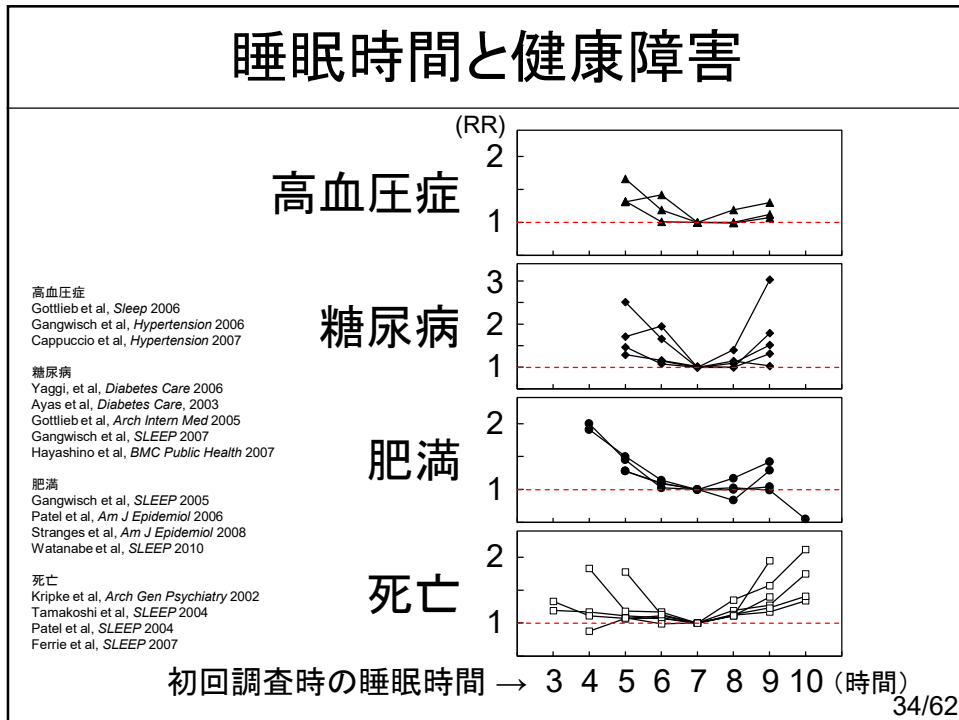 睡眠時間と健康障害
(RR)
高血圧症
2
1
糖尿病
3
2
1
肥満
2
1
死亡
2
1
高血圧症
Gottlieb et al, Sleep 2006
Gangwisch et al, Hypertension 2006
Cappuccio et al, Hypertension 2007
糖尿病
Yaggi, et al, Diabetes Care 2006
Ayas et al, Diabetes Care, 2003
Gottlieb et al, Arch Intern Med 2005
Gangwisch et al, SLEEP 2007
Hayashino et al, BMC Public Health 2007
肥満
Gangwisch et al, SLEEP 2005
Patel et al, Am J Epidemiol 2006
Stranges et al, Am J Epidemiol 2008
Watanabe et al, SLEEP 2010
死亡
Kripke et al, Arch Gen Psychiatry 2002
Tamakoshi et al, SLEEP 2004
Patel et al, SLEEP 2004
Ferrie et al, SLEEP 2007
初回調査時の睡眠時間 → 3 4 5 6 7 8 9 10 (時間)
34/62